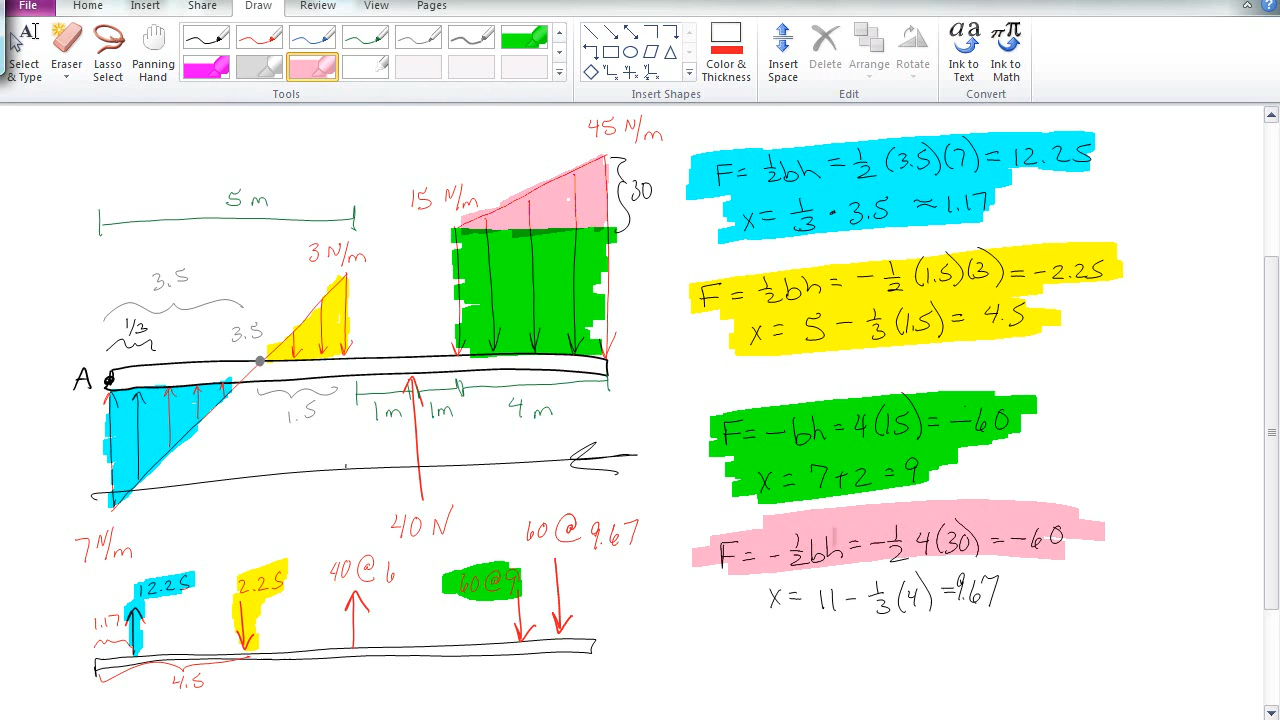 File Home Insert Share Draw Review View Pages
Select & Type
Eraser
Lasso Select
Panning Hand
Color & Thickness
Insert Space
Delete
Arrange
Rotate
Ink to Text
Ink to Math
Tools
Insert Shapes
Edit
Convert
45 N/m
15 N/m
30
5 m
3 N/m
3.5
1/3
3.5
A
1.5
1m
1m
4 m
7 N/m
40 N
12.25
2.25
40 @ 6
60 @ 9
60 @ 9.67
1.17
4.5
F = ½bh = ½ (3.5)(7) = 12.25
x = ⅓ · 3.5 ≈ 1.17
F = ½bh = -½ (1.5)(3) = -2.25
x = 5 - ⅓(1.5) = 4.5
F = -bh = 4(15) = -60
x = 7+2 = 9
F = -½bh = -½ 4(30) = -60
x = 11 - ⅓(4) = 9.67